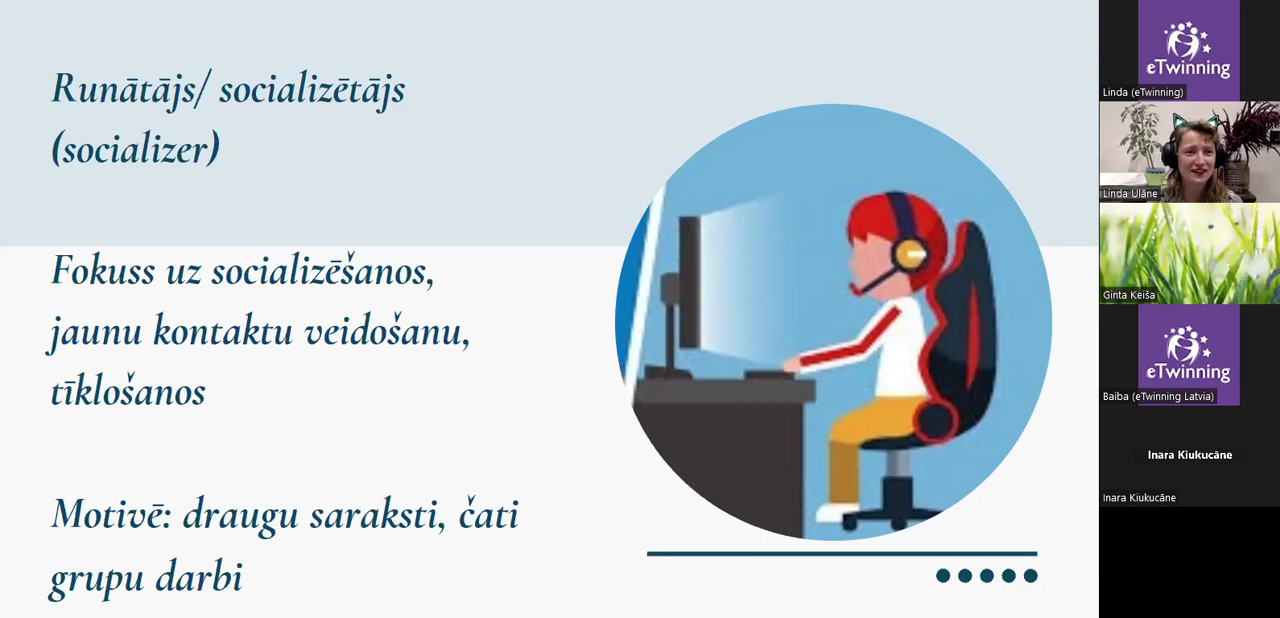 Runātājs/ socializētājs
(socializer)
Fokuss uz socializēšanos,
jaunu kontaktu veidošanu,
tīklošanos
Motivē: draugu saraksti, čati
grupu darbi
eTwinning
Linda (eTwinning)
Linda Ulāne
Ginta Keiša
eTwinning
Baiba (eTwinning Latvia)
Inara Kiukucāne
Inara Kiukucāne